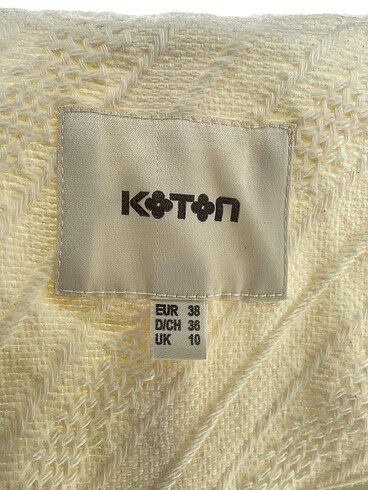 KOTON
EUR 38
D/CH 36
UK 10